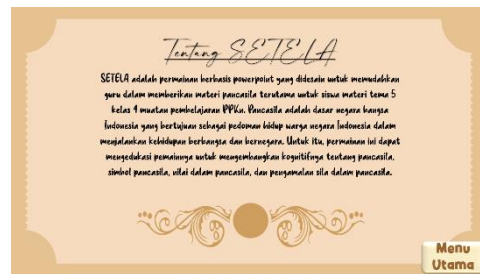 Tentang SETELA
SETELA adalah permainan berbasis powerpoint yang didesain untuk memudahkan
guru dalam memberikan materi pancasila terutama untuk siswa materi tema 5
kelas 4 muatan pembelajaran PPKn. Pancasila adalah dasar negara bangsa
Indonesia yang bertujuan sebagai pedoman hidup warga negara Indonesia dalam
menjalankan kehidupan berbangsa dan bernegara. Untuk itu, permainan ini dapat
mengedukasi pemainnya untuk mengembangkan kognitifnya tentang pancasila,
simbol pancasila, nilai dalam pancasila, dan pengamalan sila dalam pancasila.
Menu
Utama